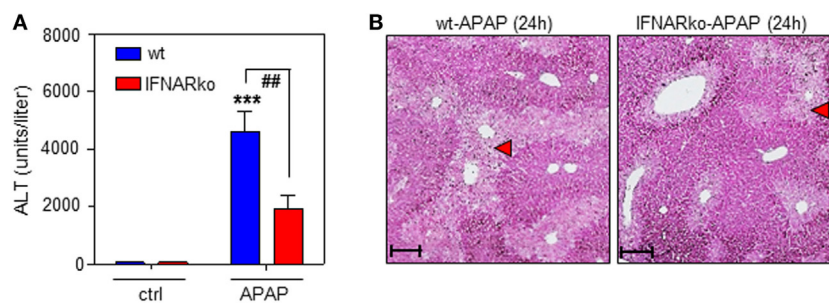 A
ALT (units/liter)
8000
6000
4000
2000
0
wt
IFNARko
##
***
ctrl
APAP
B
wt-APAP (24h)
IFNARko-APAP (24h)